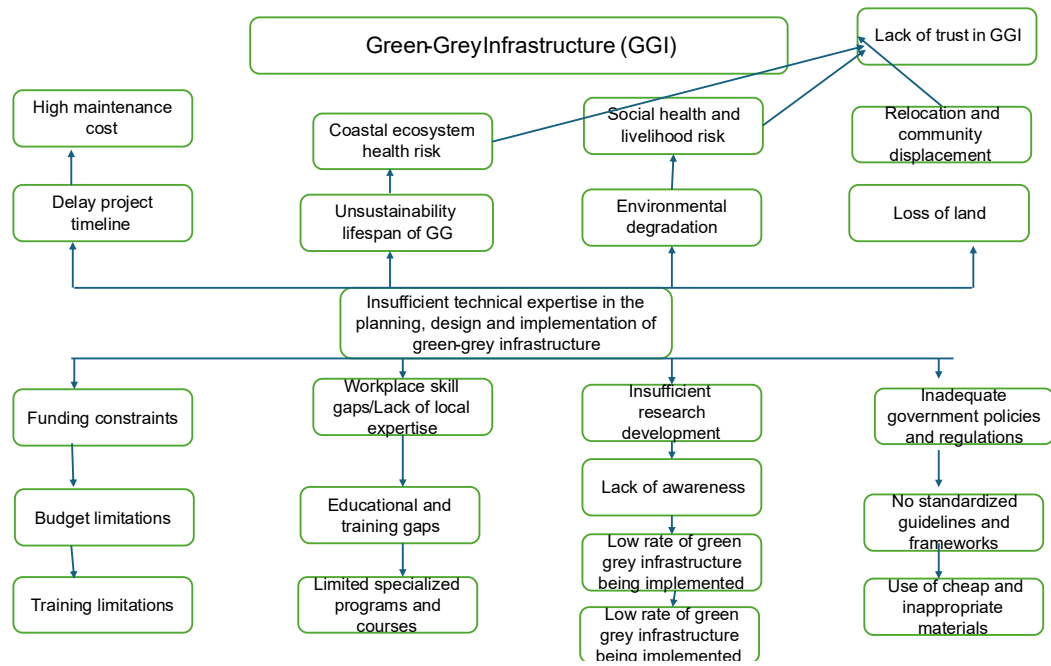 Green-Grey Infrastructure (GGI)
Lack of trust in GGI
High maintenance
cost
Coastal ecosystem
health risk
Social health and
livelihood risk
Relocation and
community
displacement
Delay project
timeline
Unsustainability
lifespan of GG
Environmental
degradation
Loss of land
Insufficient technical expertise in the
planning, design and implementation of
green-grey infrastructure
Funding constraints
Workplace skill
gaps/Lack of local
expertise
Insufficient
research
development
Inadequate
government policies
and regulations
Budget limitations
Educational and
training gaps
Lack of awareness
No standardized
guidelines and
frameworks
Training limitations
Limited specialized
programs and
courses
Low rate of green
grey infrastructure
being implemented
Use of cheap and
inappropriate
materials
Low rate of green
grey infrastructure
being implemented